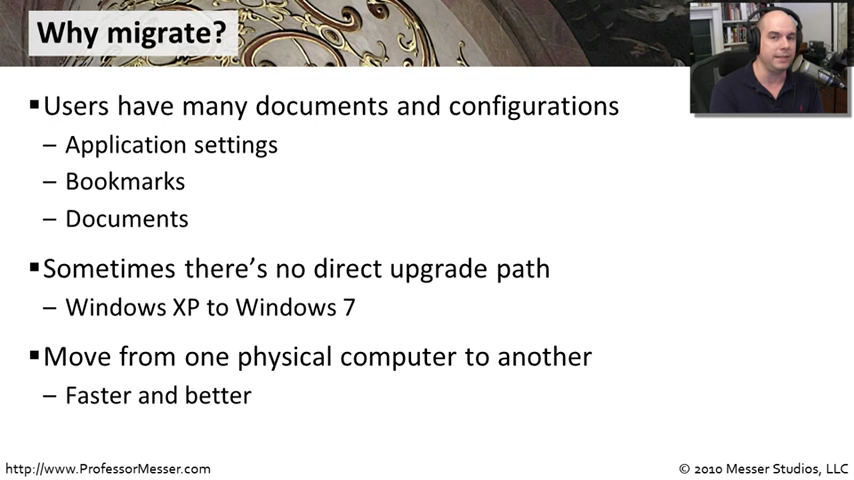 Why migrate?
▪Users have many documents and configurations
– Application settings
– Bookmarks
– Documents
▪Sometimes there's no direct upgrade path
– Windows XP to Windows 7
▪Move from one physical computer to another
– Faster and better
http://www.ProfessorMesser.com
© 2010 Messer Studios, LLC